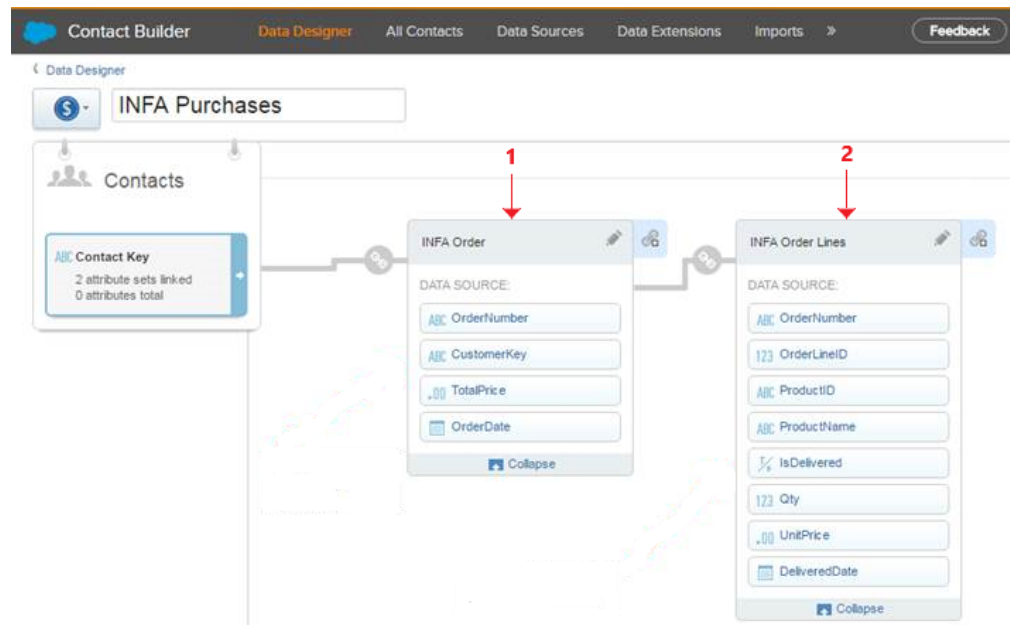 Contact Builder Data Designer All Contacts Data Sources Data Extensions Imports » Feedback
Data Designer
INFA Purchases
1
2
Contacts
INFA Order
ABC Contact Key
2 attribute sets linked
0 attributes total
DATA SOURCE:
ABC OrderNumber
ABC CustomerKey
.00 TotalPrice
OrderDate
Collapse
INFA Order Lines
DATA SOURCE:
ABC OrderNumber
123 OrderLineID
ABC ProductID
ABC ProductName
T/F IsDelivered
123 Qty
.00 UnitPrice
DeliveredDate
Collapse